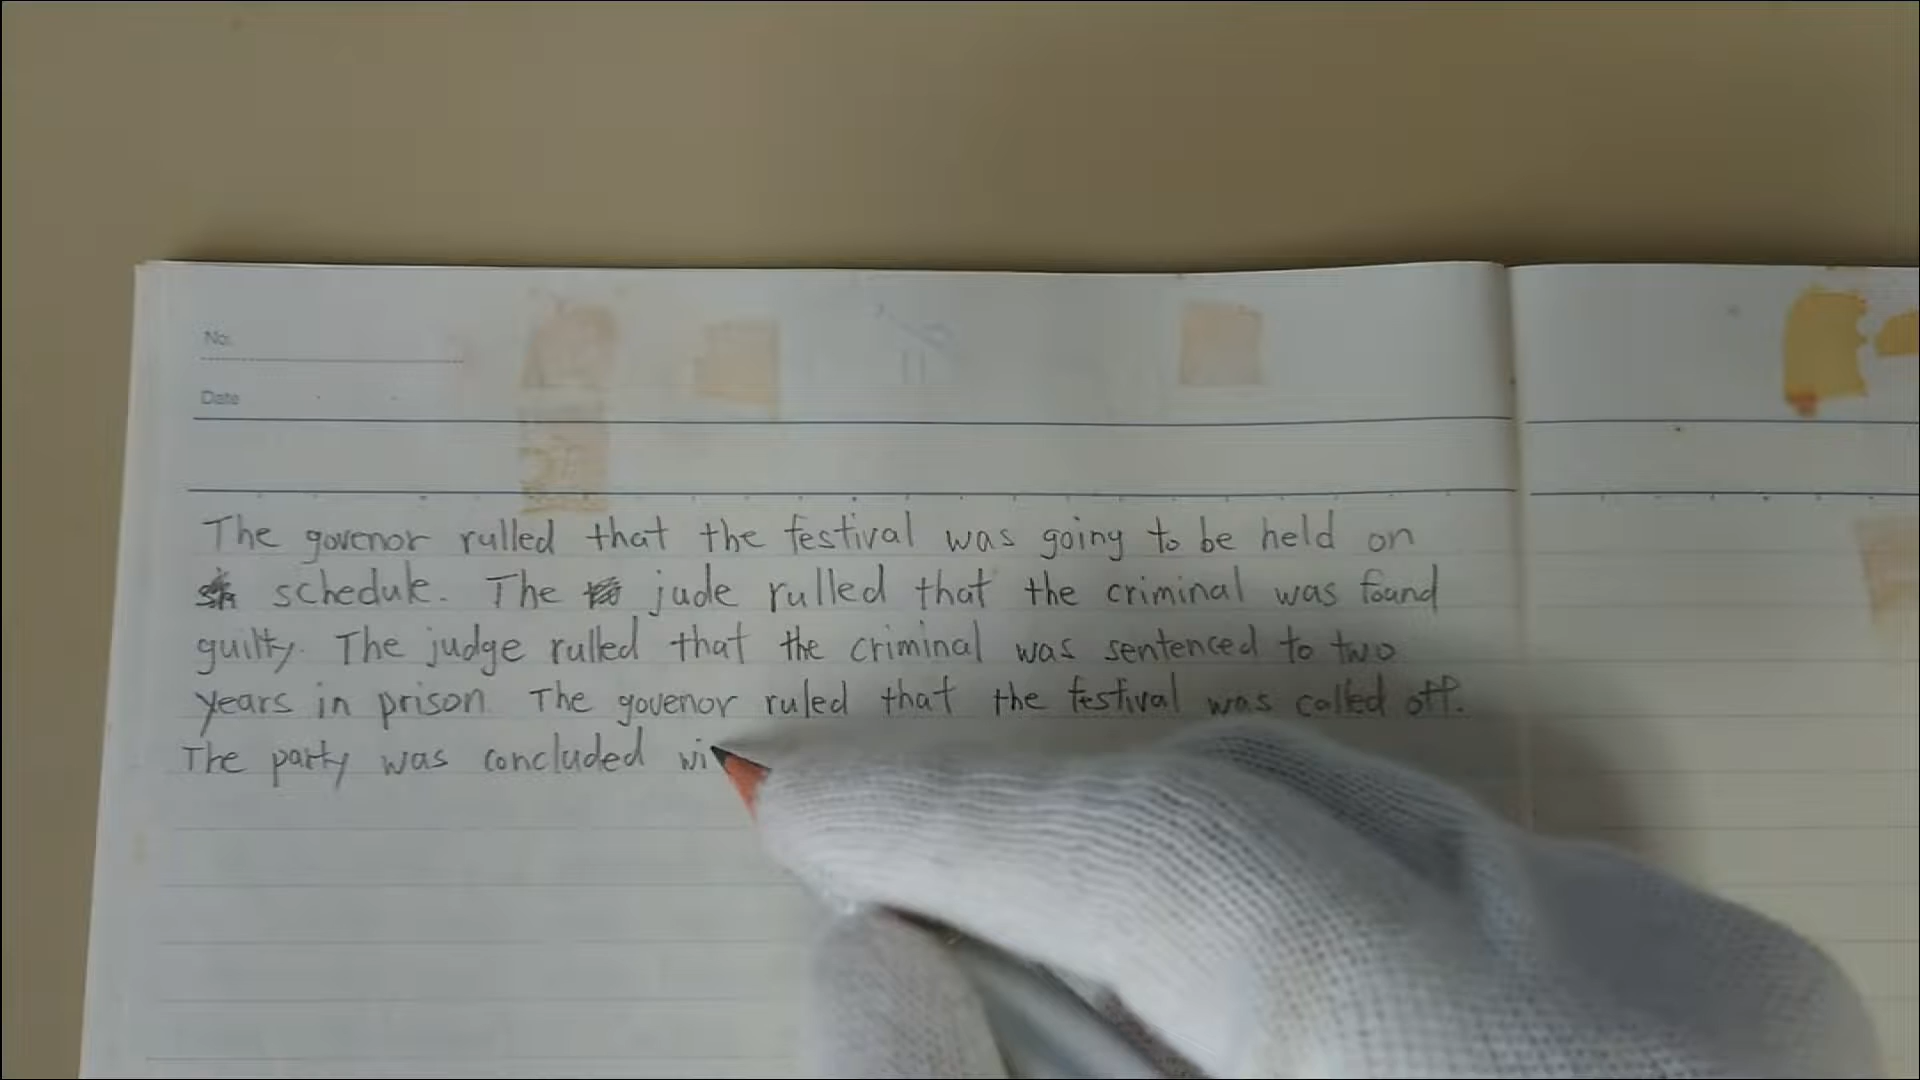 No.
Date
The govenor rulled that the festival was going to be held on
schedule. The jude rulled that the criminal was found
guilty. The judge rulled that the criminal was sentenced to two
years in prison. The govenor ruled that the festival was called off.
The party was concluded wi